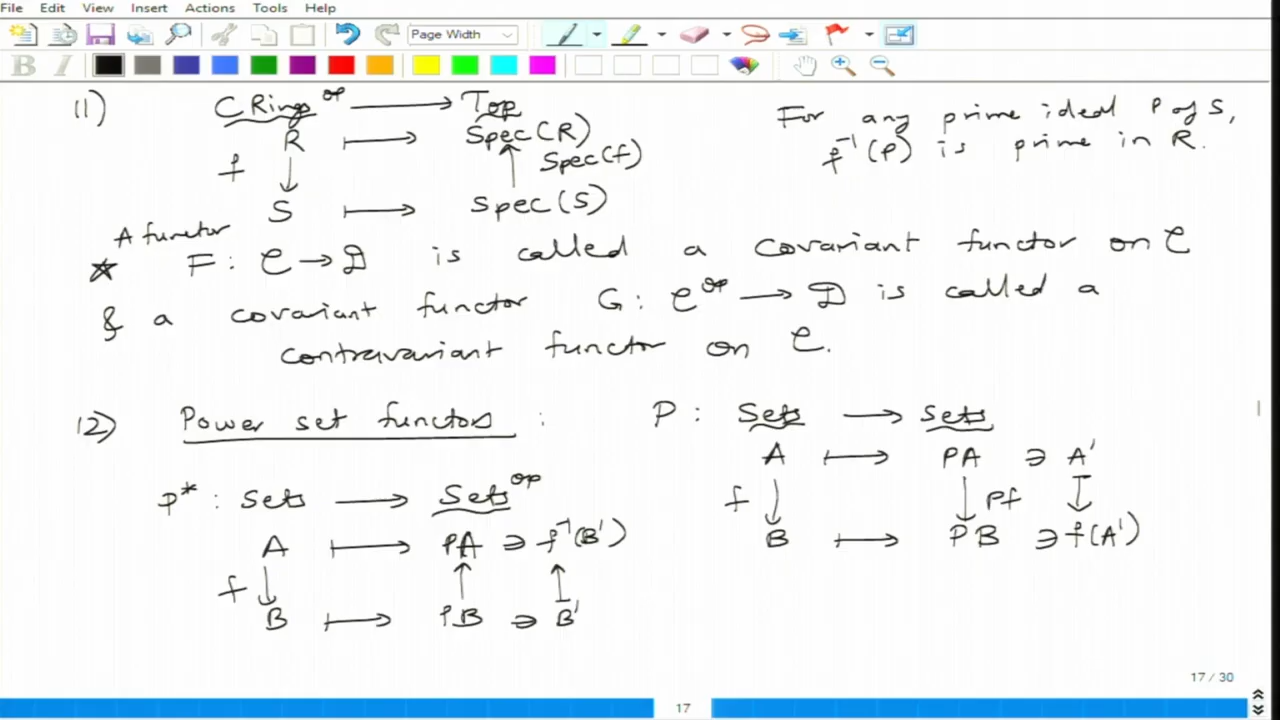 File Edit View Insert Actions Tools Help
Page Width
11) C Rings^op ⟶ Top
R ⟼ Spec(R)
f ↓ ↑ Spec(f)
S ⟼ Spec(S)
For any prime ideal P of S,
f⁻¹(P) is prime in R.
A functor
☆ F : C → D is called a covariant functor on C
& a covariant functor G : C^op ⟶ D is called a
contravariant functor on C.
12) Power set functors :
P* : Sets ⟶ Sets^op
A ⟼ PA ∋ f⁻¹(B')
f ↓ ↑ ↑
B ⟼ PB ∋ B'
P : Sets ⟶ Sets
A ⟼ PA ∋ A'
f ↓ ↓ Pf ↓
B ⟼ PB ∋ f(A')
17 / 30
17